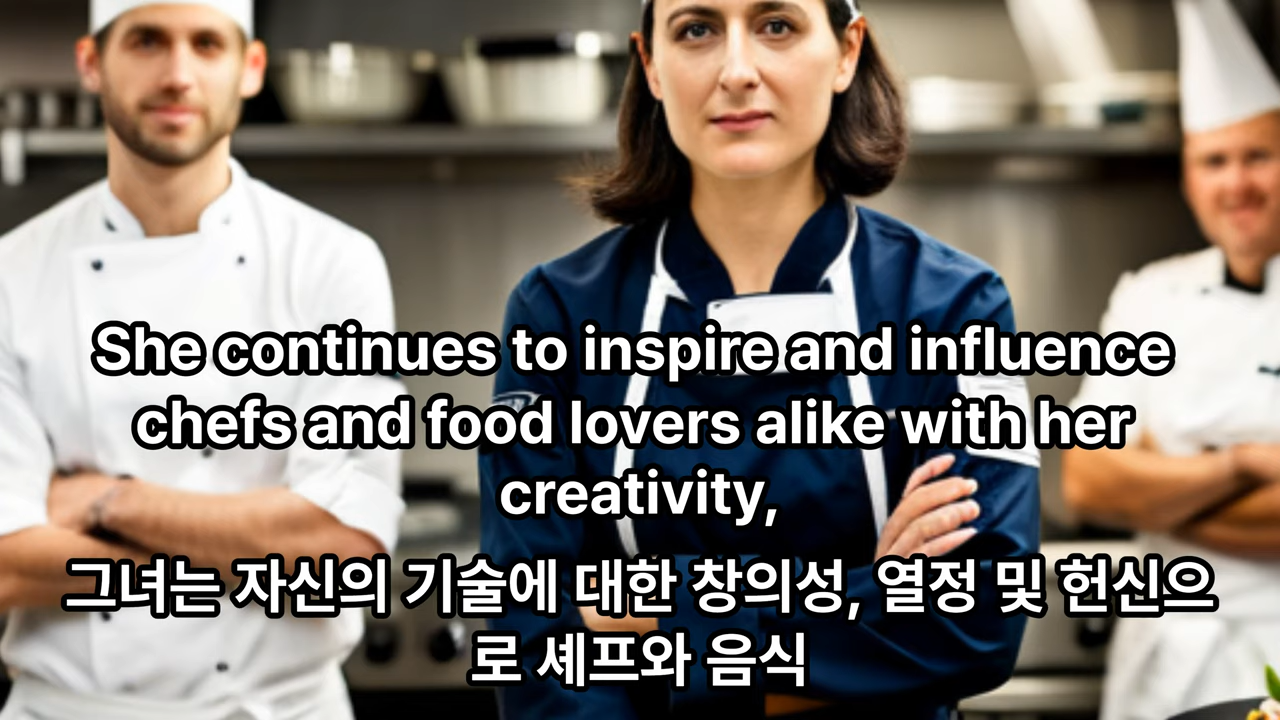 She continues to inspire and influence
chefs and food lovers alike with her
creativity,
그녀는 자신의 기술에 대한 창의성, 열정 및 헌신으
로 셰프와 음식